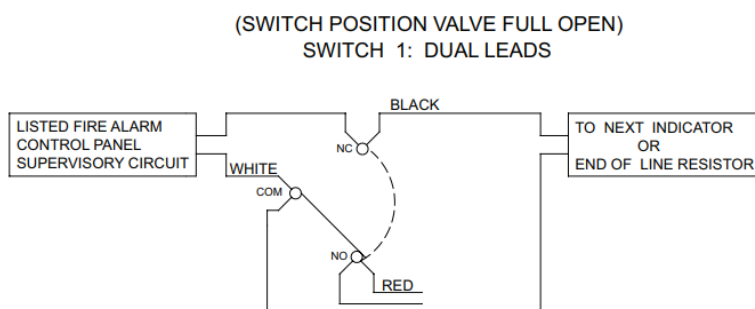 (SWITCH POSITION VALVE FULL OPEN)
SWITCH 1: DUAL LEADS
BLACK
LISTED FIRE ALARM
CONTROL PANEL
SUPERVISORY CIRCUIT
TO NEXT INDICATOR
OR
END OF LINE RESISTOR
NC
WHITE
COM
NO
RED